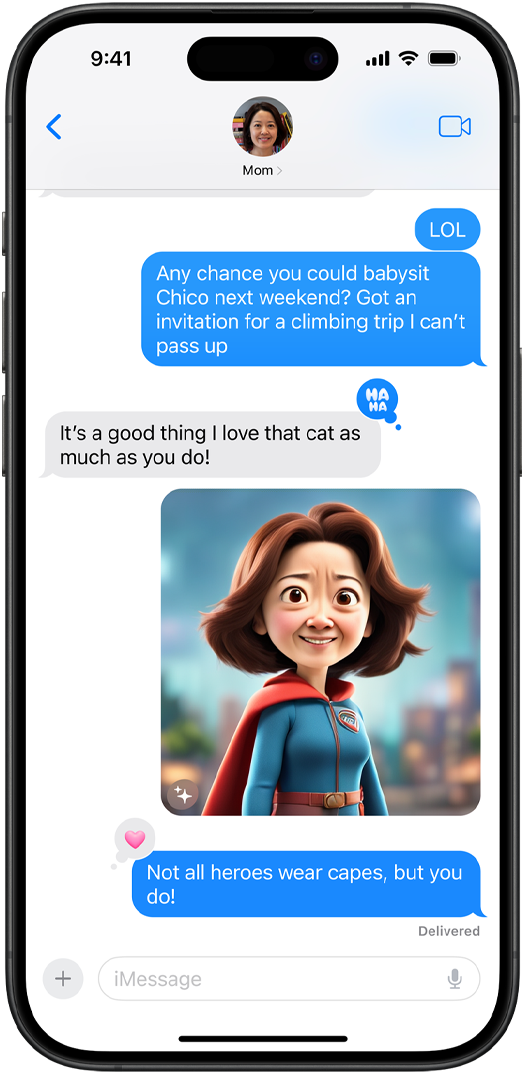 9:41
Mom
LOL
Any chance you could babysit
Chico next weekend? Got an
invitation for a climbing trip I can’t
pass up
HA
HA
It’s a good thing I love that cat as
much as you do!
Not all heroes wear capes, but you
do!
Delivered
iMessage